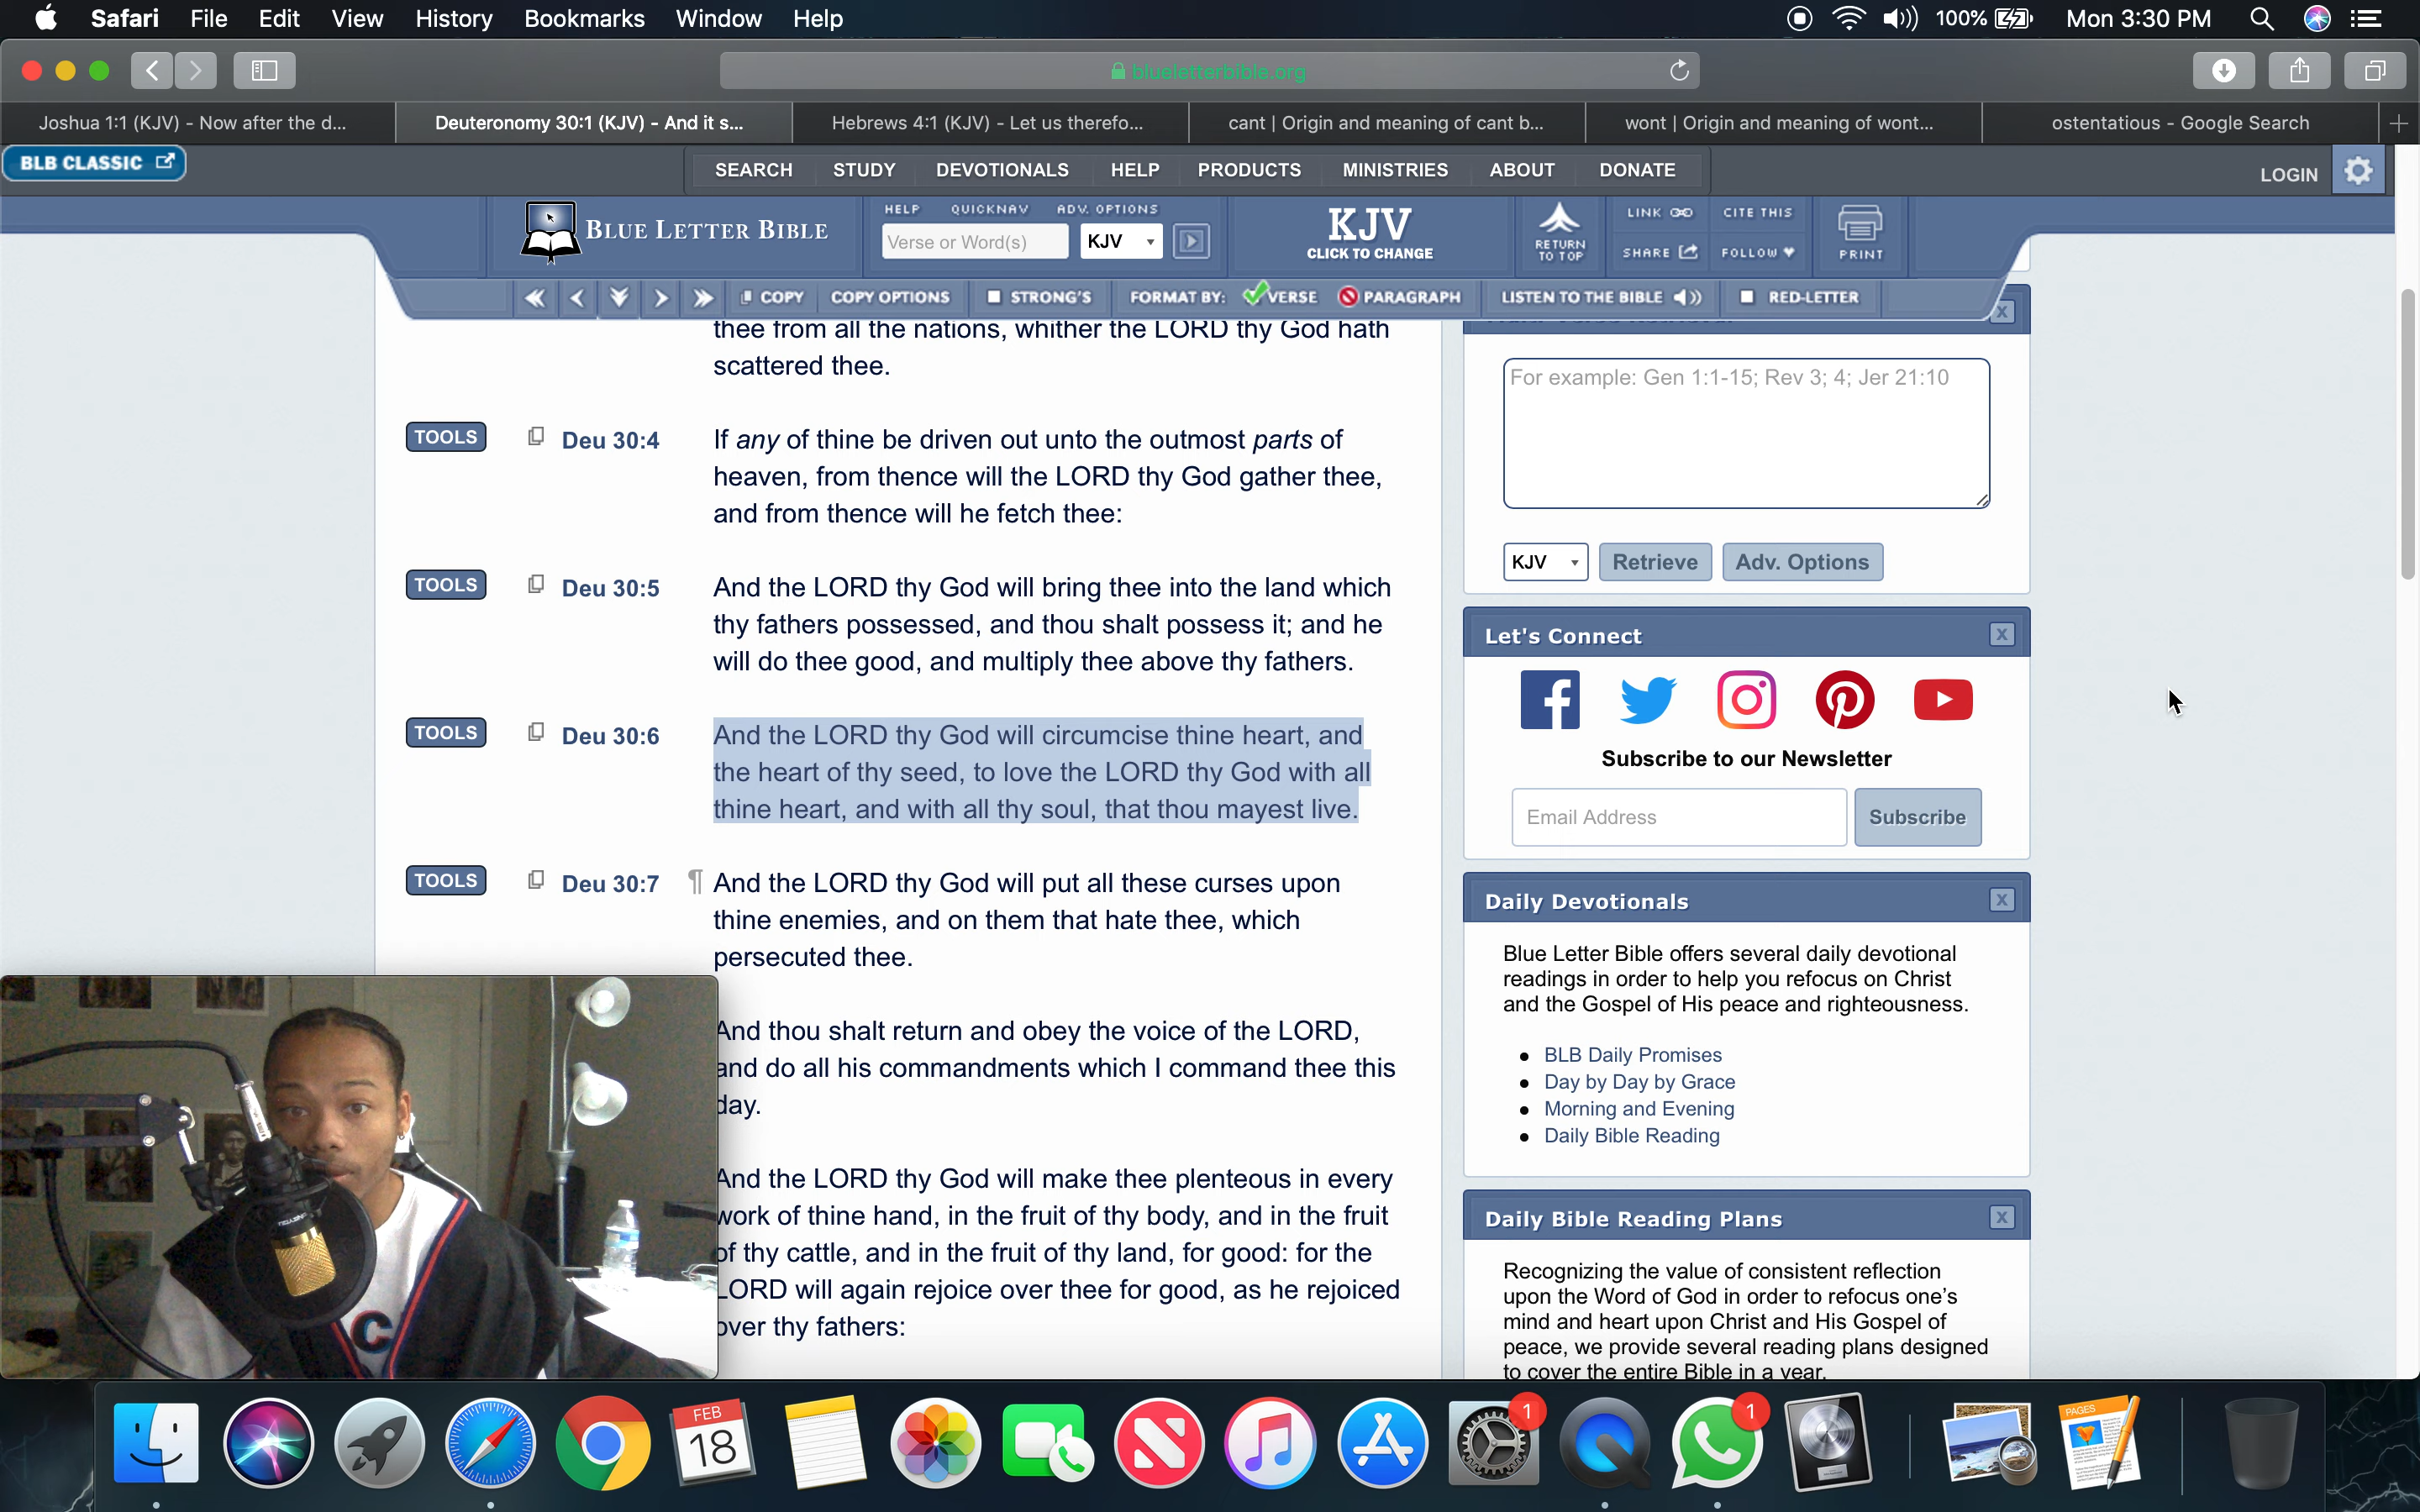 Safari File Edit View History Bookmarks Window Help 100% Mon 3:30 PM
blueletterbible.org
Joshua 1:1 (KJV) - Now after the d... Deuteronomy 30:1 (KJV) - And it s... Hebrews 4:1 (KJV) - Let us therefo... cant | Origin and meaning of cant b... wont | Origin and meaning of wont... ostentatious - Google Search
BLB CLASSIC SEARCH STUDY DEVOTIONALS HELP PRODUCTS MINISTRIES ABOUT DONATE LOGIN
BLUE LETTER BIBLE
HELP QUICKNAV ADV. OPTIONS
Verse or Word(s) KJV
KJV
CLICK TO CHANGE
RETURN
TO TOP
LINK CITE THIS
SHARE FOLLOW
PRINT
COPY COPY OPTIONS STRONG'S FORMAT BY: VERSE PARAGRAPH LISTEN TO THE BIBLE RED-LETTER
thee from all the nations, whither the LORD thy God hath
scattered thee.
TOOLS Deu 30:4 If any of thine be driven out unto the outmost parts of
heaven, from thence will the LORD thy God gather thee,
and from thence will he fetch thee:
TOOLS Deu 30:5 And the LORD thy God will bring thee into the land which
thy fathers possessed, and thou shalt possess it; and he
will do thee good, and multiply thee above thy fathers.
TOOLS Deu 30:6 And the LORD thy God will circumcise thine heart, and
the heart of thy seed, to love the LORD thy God with all
thine heart, and with all thy soul, that thou mayest live.
TOOLS Deu 30:7 ¶ And the LORD thy God will put all these curses upon
thine enemies, and on them that hate thee, which
persecuted thee.
And thou shalt return and obey the voice of the LORD,
and do all his commandments which I command thee this
day.
And the LORD thy God will make thee plenteous in every
work of thine hand, in the fruit of thy body, and in the fruit
of thy cattle, and in the fruit of thy land, for good: for the
LORD will again rejoice over thee for good, as he rejoiced
over thy fathers:
X
For example: Gen 1:1-15; Rev 3; 4; Jer 21:10
KJV Retrieve Adv. Options
Let's Connect X
Subscribe to our Newsletter
Email Address Subscribe
Daily Devotionals X
Blue Letter Bible offers several daily devotional
readings in order to help you refocus on Christ
and the Gospel of His peace and righteousness.
BLB Daily Promises
Day by Day by Grace
Morning and Evening
Daily Bible Reading
Daily Bible Reading Plans X
Recognizing the value of consistent reflection
upon the Word of God in order to refocus one's
mind and heart upon Christ and His Gospel of
peace, we provide several reading plans designed
to cover the entire Bible in a year.
C
FEB
18
1
1
PAGES